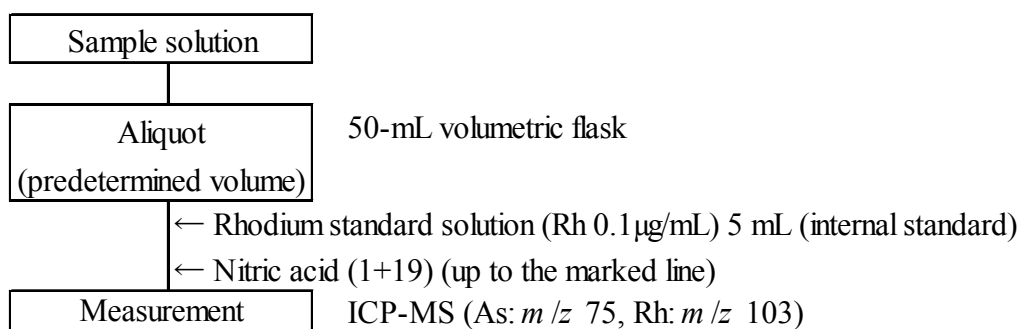 Sample solution
Aliquot 50-mL volumetric flask
(predetermined volume)
← Rhodium standard solution (Rh 0.1μg/mL) 5 mL (internal standard)
← Nitric acid (1+19) (up to the marked line)
Measurement ICP-MS (As: m /z 75, Rh: m /z 103)